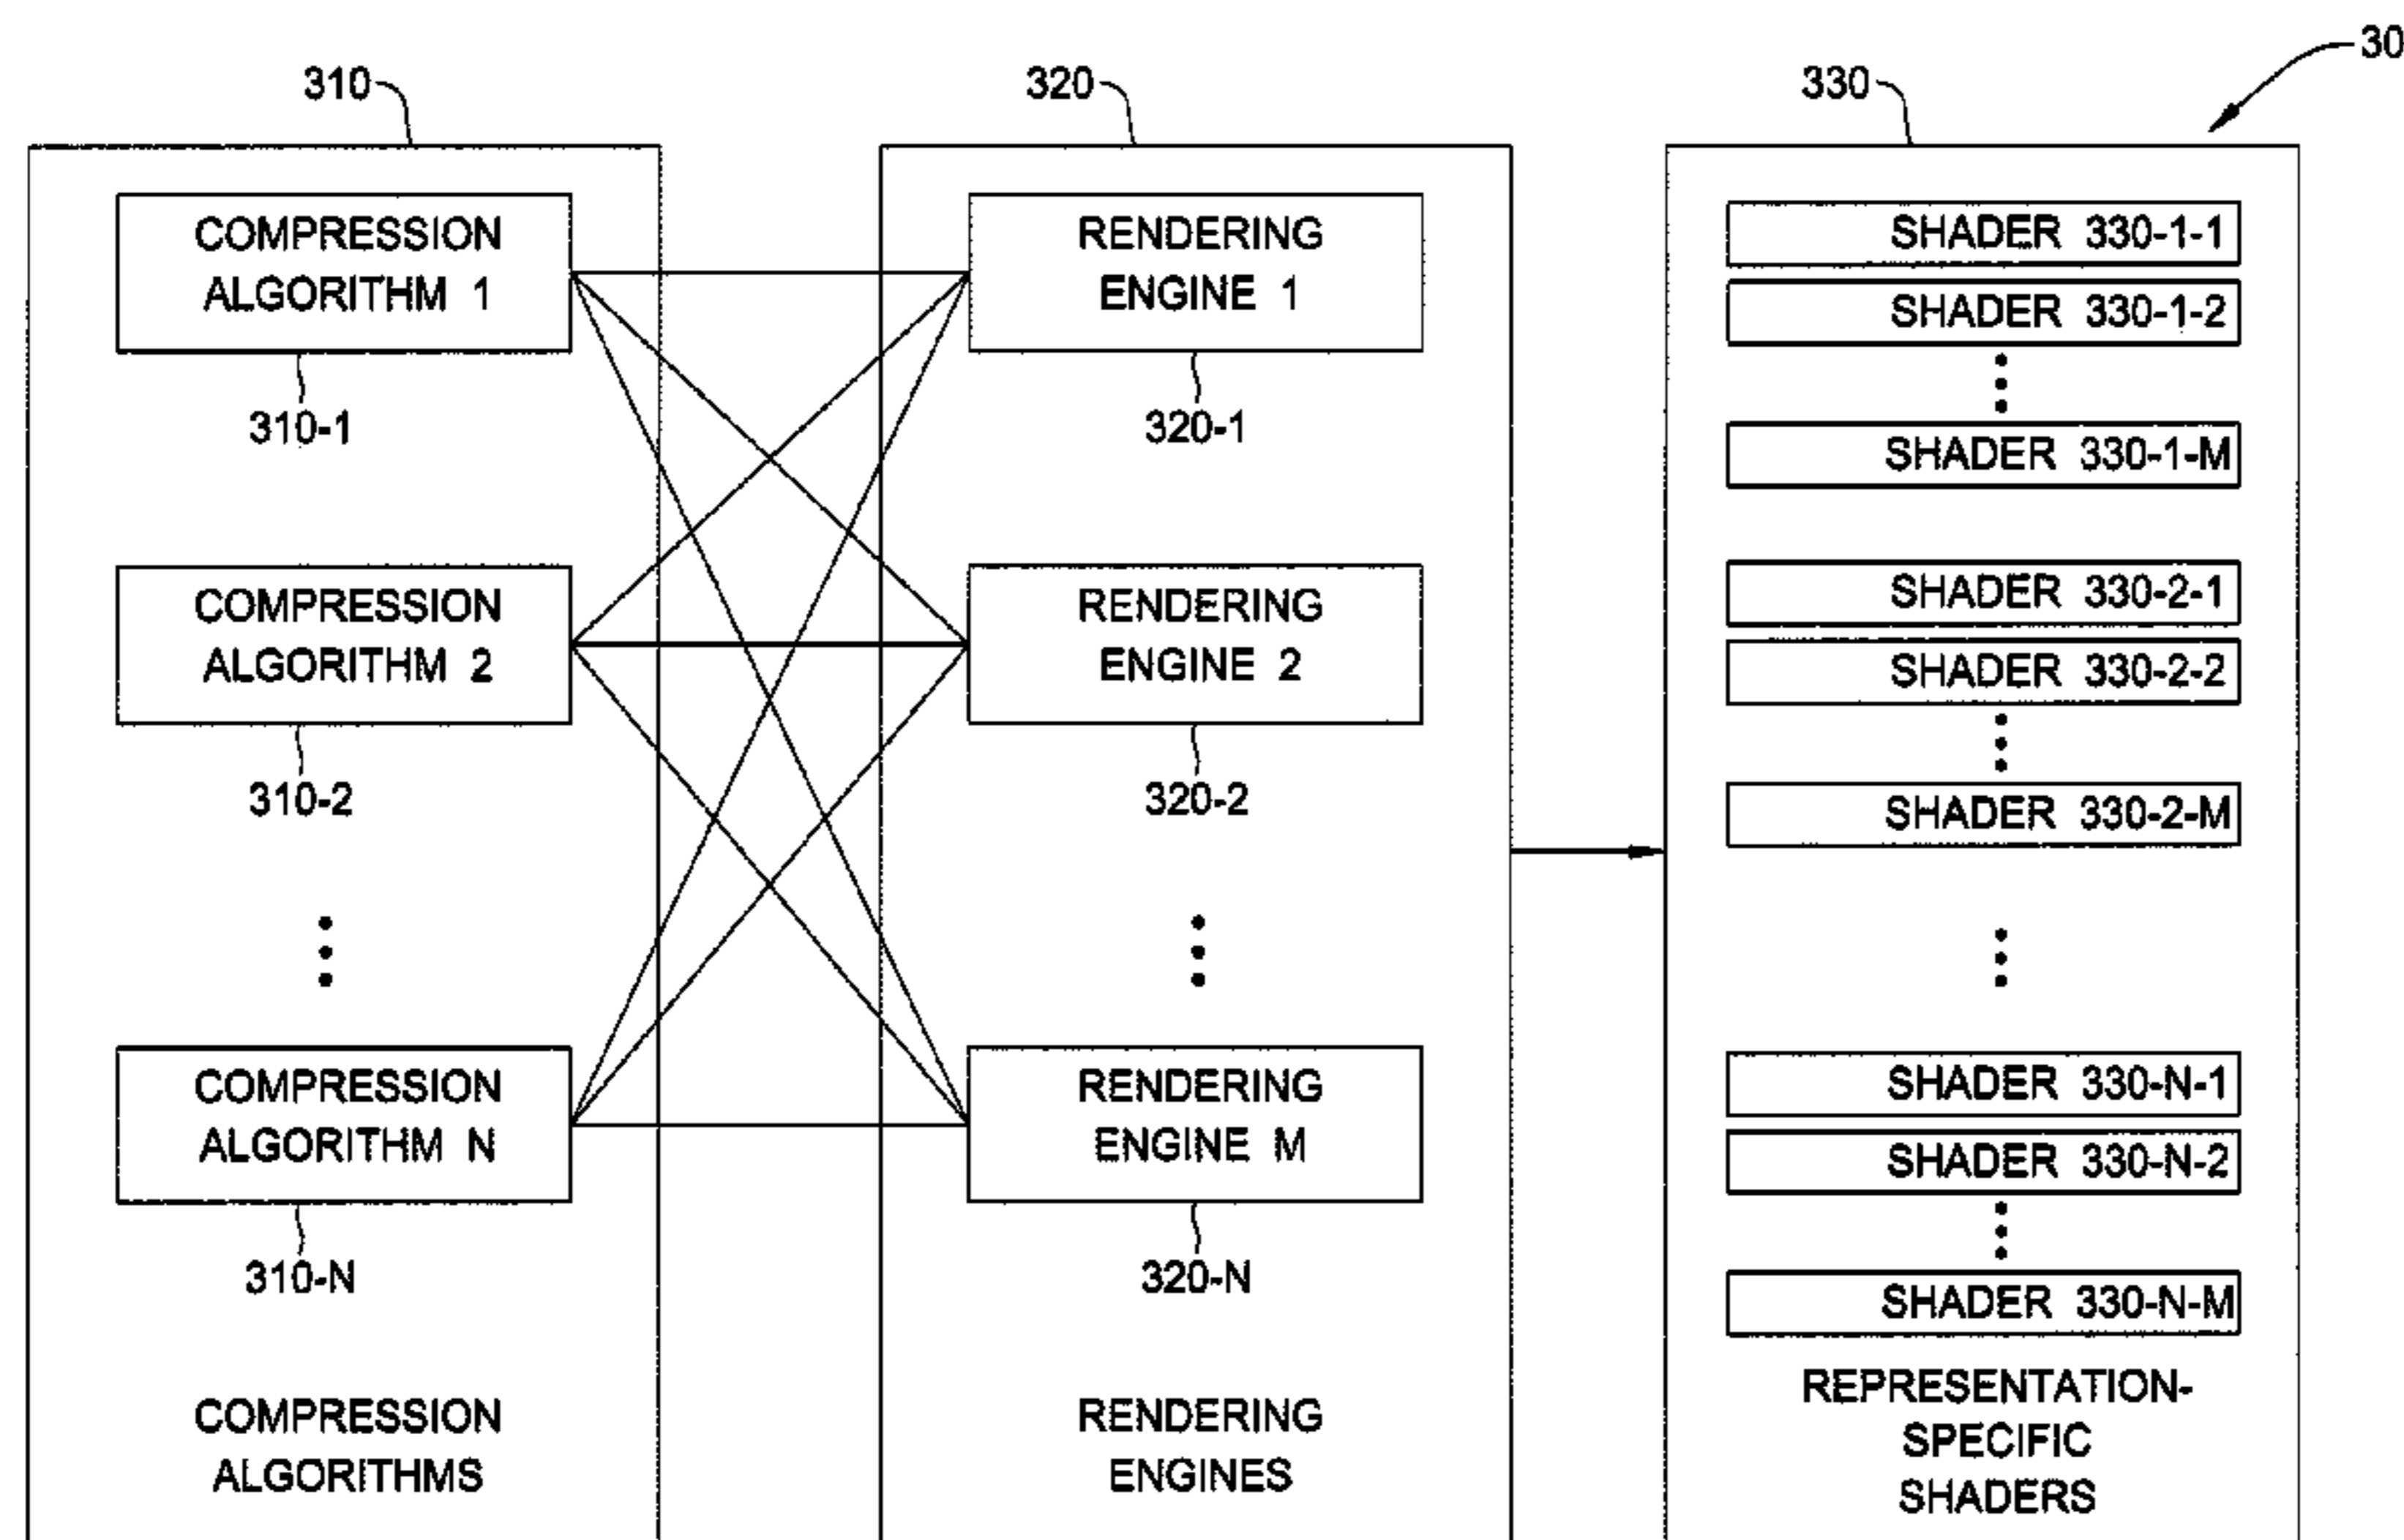 30
310
320
330
COMPRESSION
ALGORITHM 1
310-1
COMPRESSION
ALGORITHM 2
310-2
COMPRESSION
ALGORITHM N
310-N
COMPRESSION
ALGORITHMS
RENDERING
ENGINE 1
320-1
RENDERING
ENGINE 2
320-2
RENDERING
ENGINE M
320-N
RENDERING
ENGINES
SHADER 330-1-1
SHADER 330-1-2
SHADER 330-1-M
SHADER 330-2-1
SHADER 330-2-2
SHADER 330-2-M
SHADER 330-N-1
SHADER 330-N-2
SHADER 330-N-M
REPRESENTATION-
SPECIFIC
SHADERS